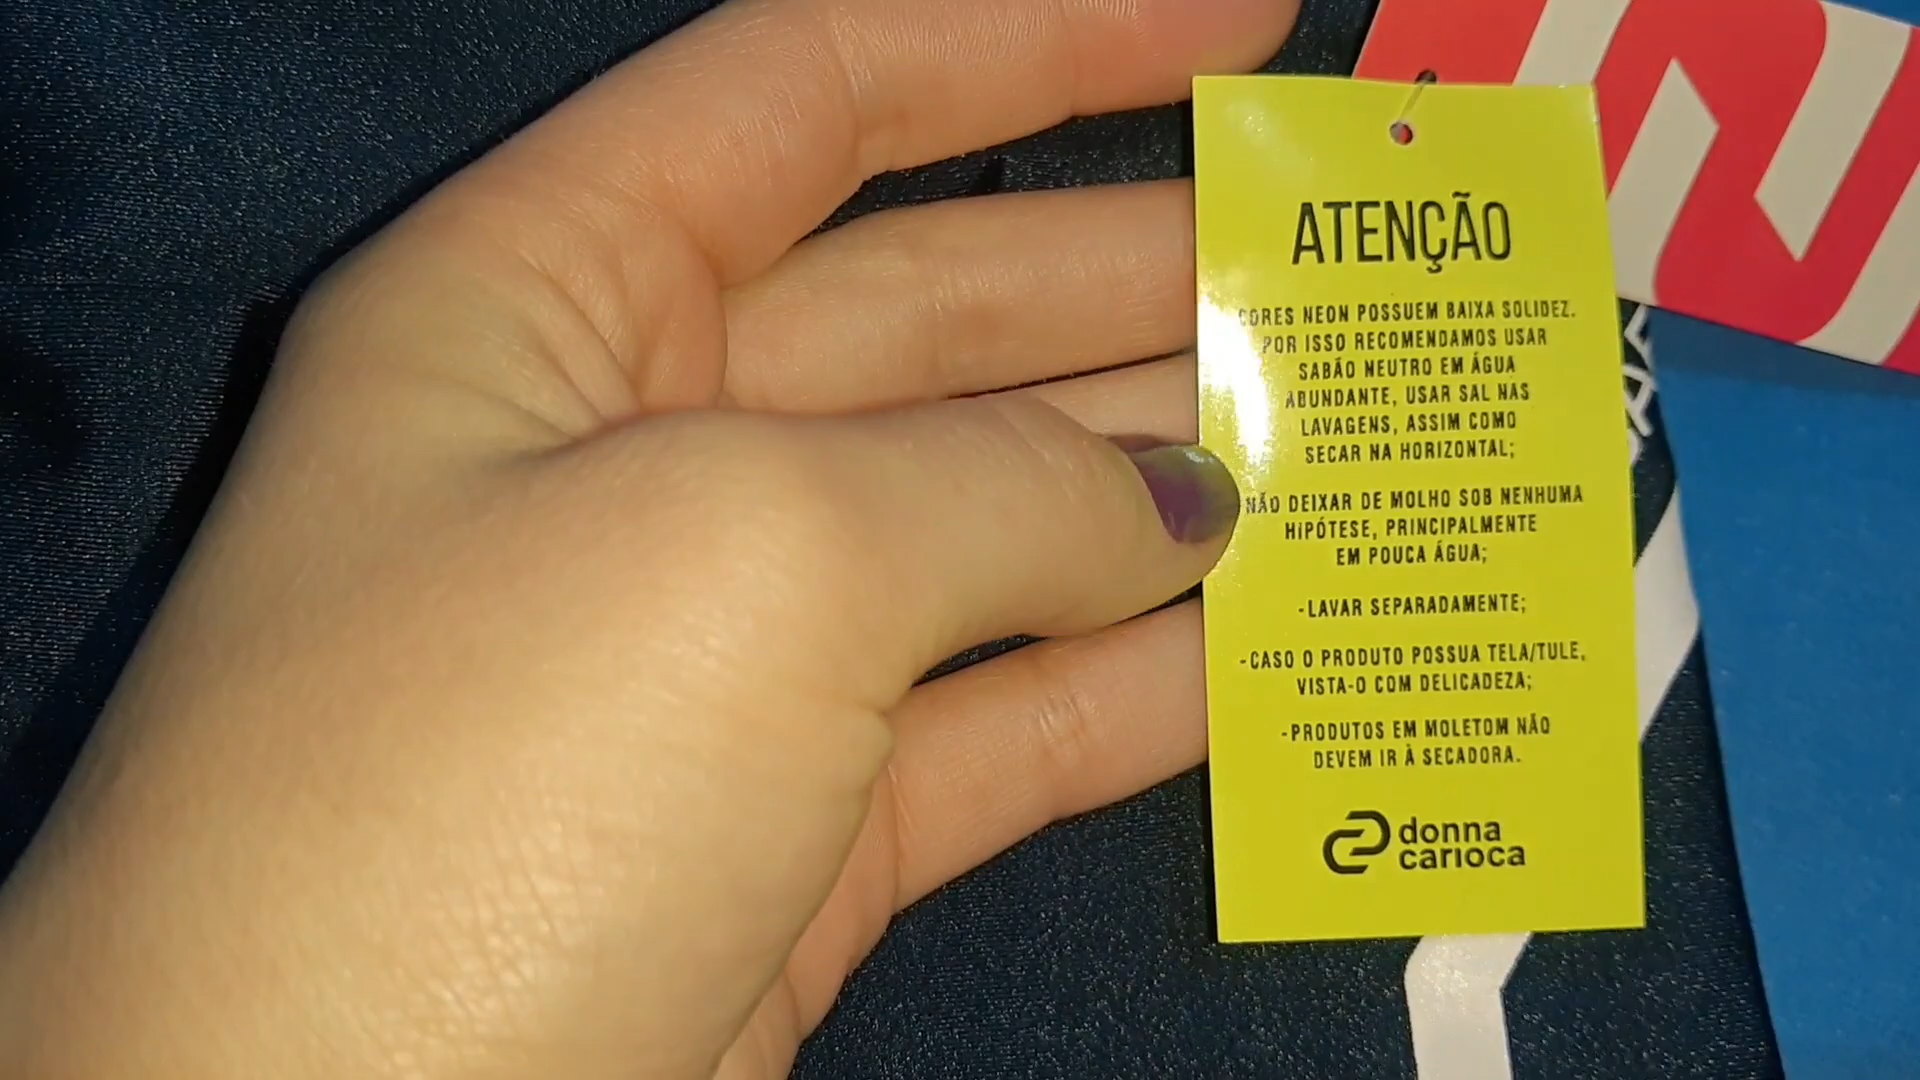 ATENÇÃO
CORES NEON POSSUEM BAIXA SOLIDEZ.
POR ISSO RECOMENDAMOS USAR
SABÃO NEUTRO EM ÁGUA
ABUNDANTE, USAR SAL NAS
LAVAGENS, ASSIM COMO
SECAR NA HORIZONTAL;
NÃO DEIXAR DE MOLHO SOB NENHUMA
HIPÓTESE, PRINCIPALMENTE
EM POUCA ÁGUA;
-LAVAR SEPARADAMENTE;
-CASO O PRODUTO POSSUA TELA/TULE,
VISTA-O COM DELICADEZA;
-PRODUTOS EM MOLETOM NÃO
DEVEM IR À SECADORA.
donna
carioca